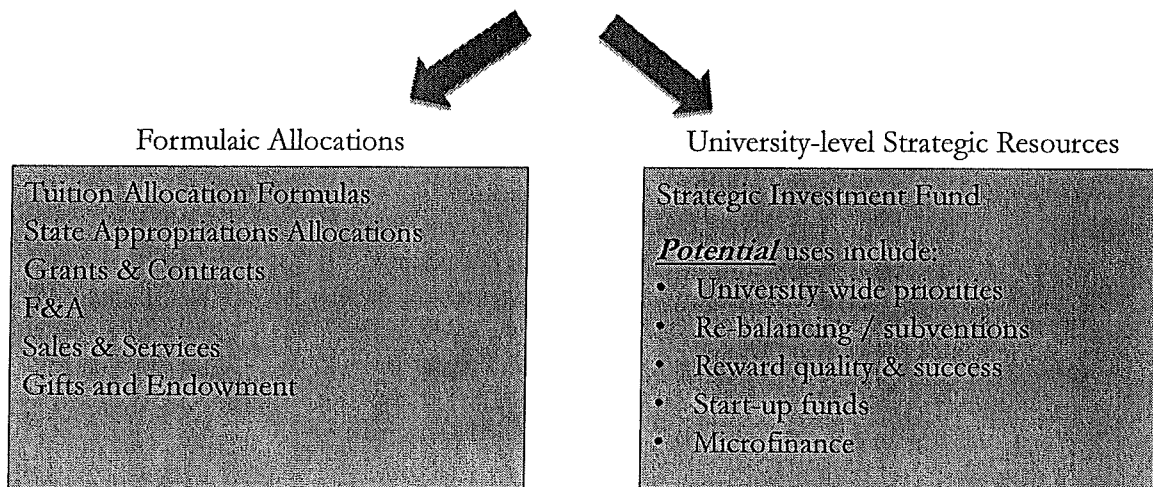 Formulaic Allocations
Tuition Allocation Formulas
State Appropriations Allocations
Grants & Contracts
F&A
Sales & Services
Gifts and Endowment
University-level Strategic Resources
Strategic Investment Fund
Potential uses include:
• University-wide priorities
• Re-balancing / subventions
• Reward quality & success
• Start-up funds
• Microfinance